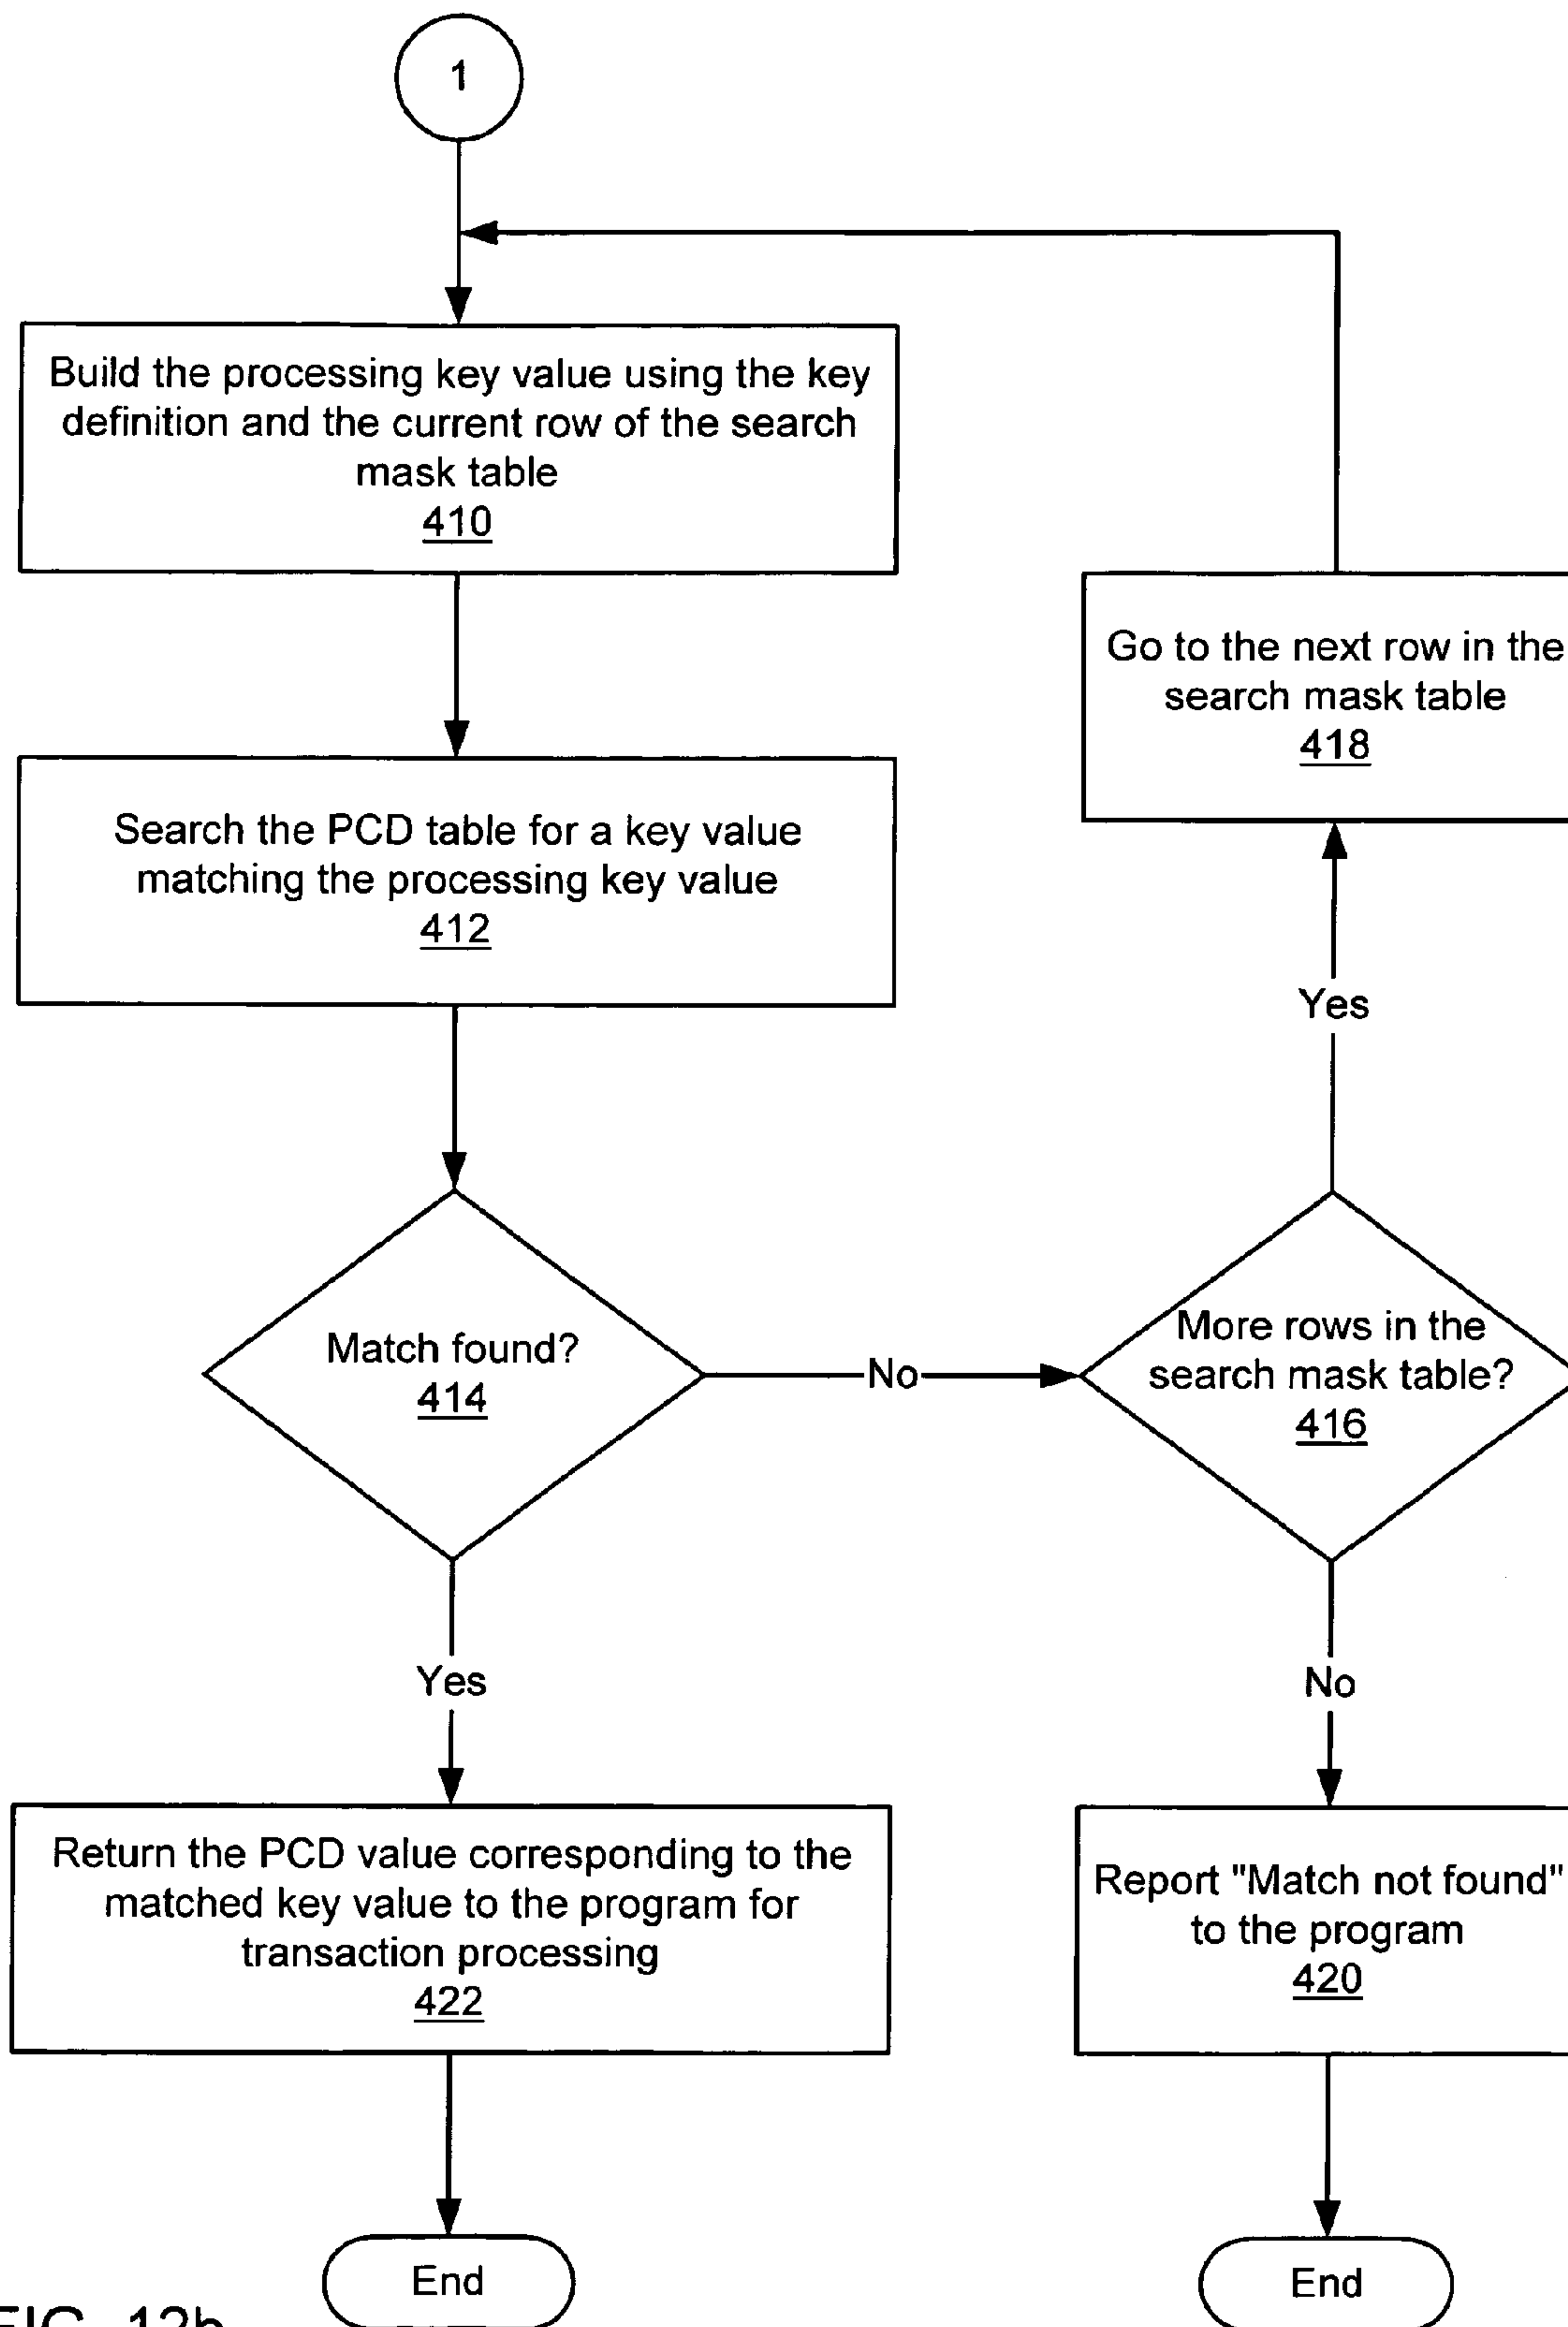 1
Build the processing key value using the key
definition and the current row of the search
mask table
410
Go to the next row in the
search mask table
418
Search the PCD table for a key value
matching the processing key value
412
Yes
Match found?
414
No
More rows in the
search mask table?
416
Yes
No
Return the PCD value corresponding to the
matched key value to the program for
transaction processing
422
Report "Match not found"
to the program
420
End
End
FIG. 12b